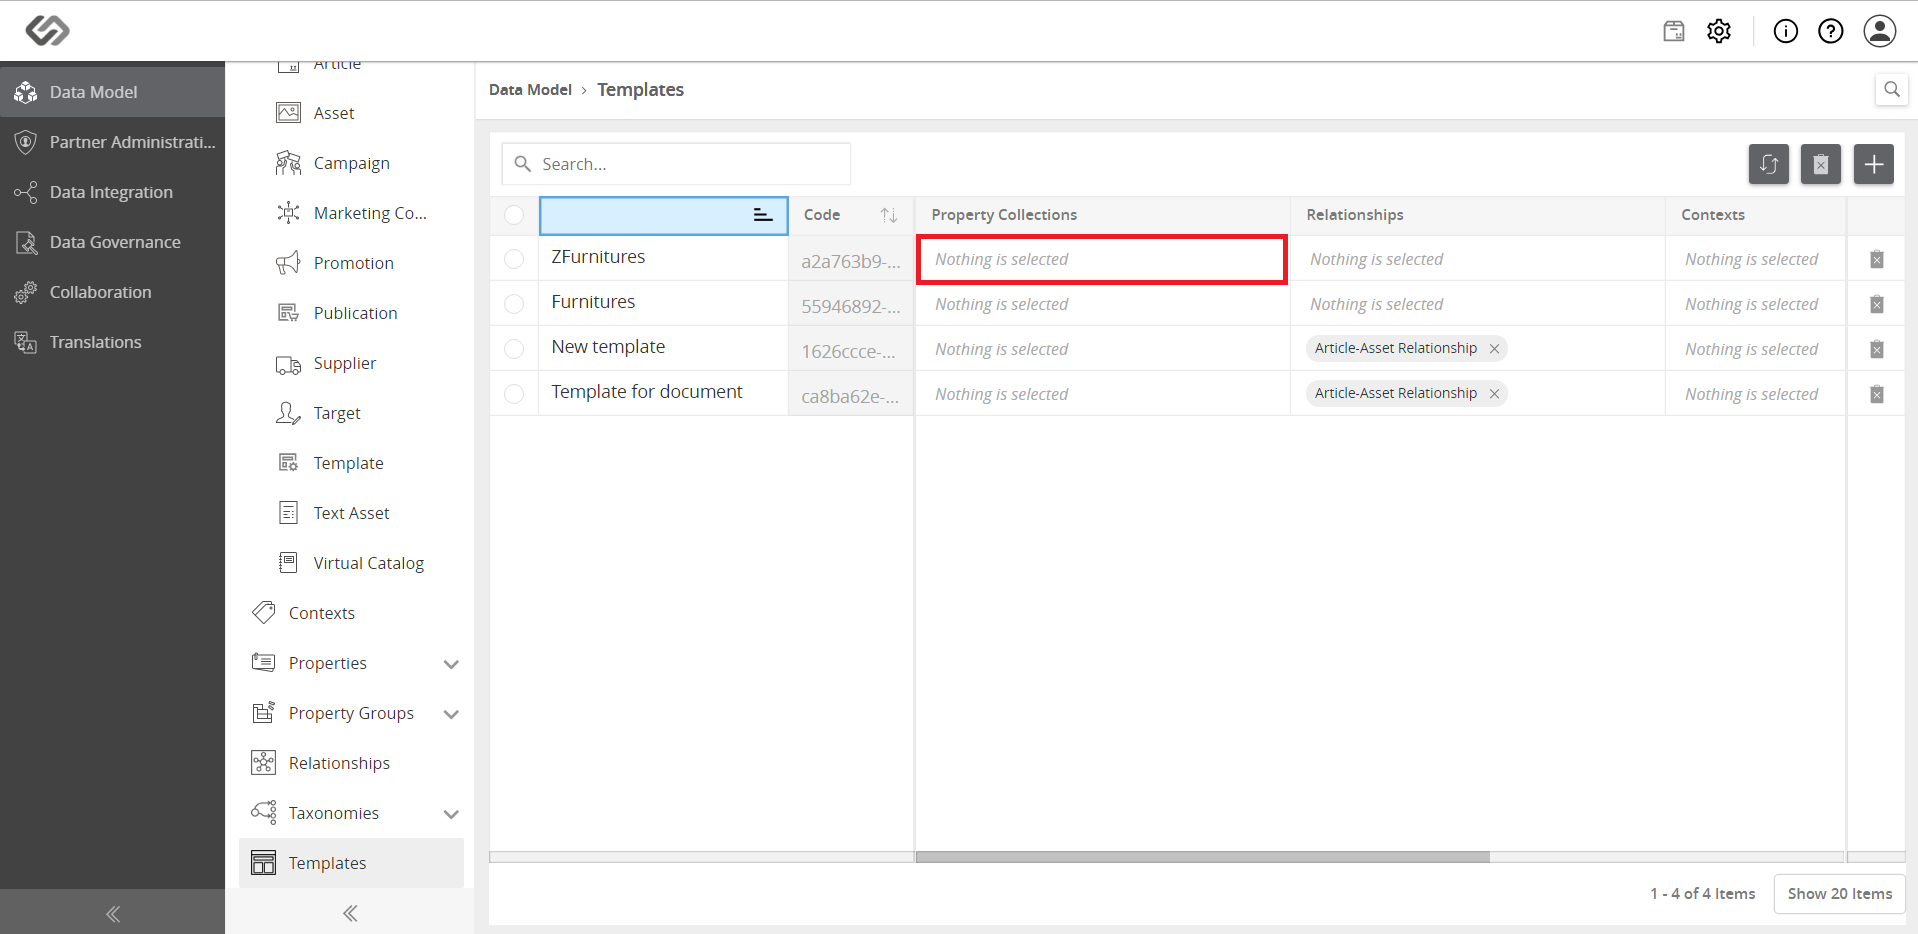 Data Model
Partner Administrati...
Data Integration
Data Governance
Collaboration
Translations
Article
Asset
Campaign
Marketing Co...
Promotion
Publication
Supplier
Target
Template
Text Asset
Virtual Catalog
Contexts
Properties
Property Groups
Relationships
Taxonomies
Templates
Data Model › Templates
Search...
Code Property Collections Relationships Contexts
ZFurnitures a2a763b9-... Nothing is selected Nothing is selected Nothing is selected
Furnitures 55946892-... Nothing is selected Nothing is selected Nothing is selected
New template 1626ccce-... Nothing is selected Article-Asset Relationship Nothing is selected
Template for document ca8ba62e-... Nothing is selected Article-Asset Relationship Nothing is selected
1 - 4 of 4 Items Show 20 Items